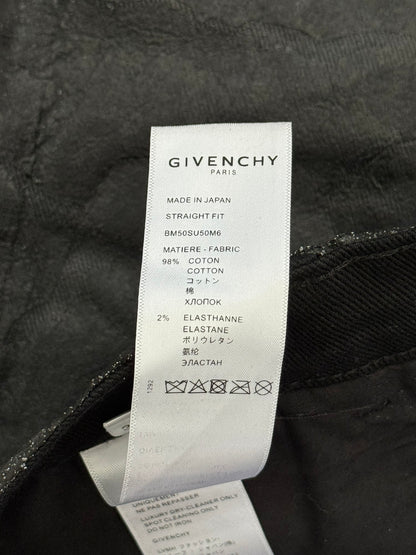 GIVENCHY
PARIS
MADE IN JAPAN
STRAIGHT FIT
BM50SU50M6
MATIERE - FABRIC
98% COTON
COTTON
コットン
棉
ХЛОПОК
2% ELASTHANNE
ELASTANE
ポリウレタン
氨纶
ЭЛАСТАН
1292
UNIQUEMENT
NE PAS REPASSER
LUXURY DRY-CLEANER ONLY
SPOT CLEANING ONLY
DO NOT IRON
GIVENCHY